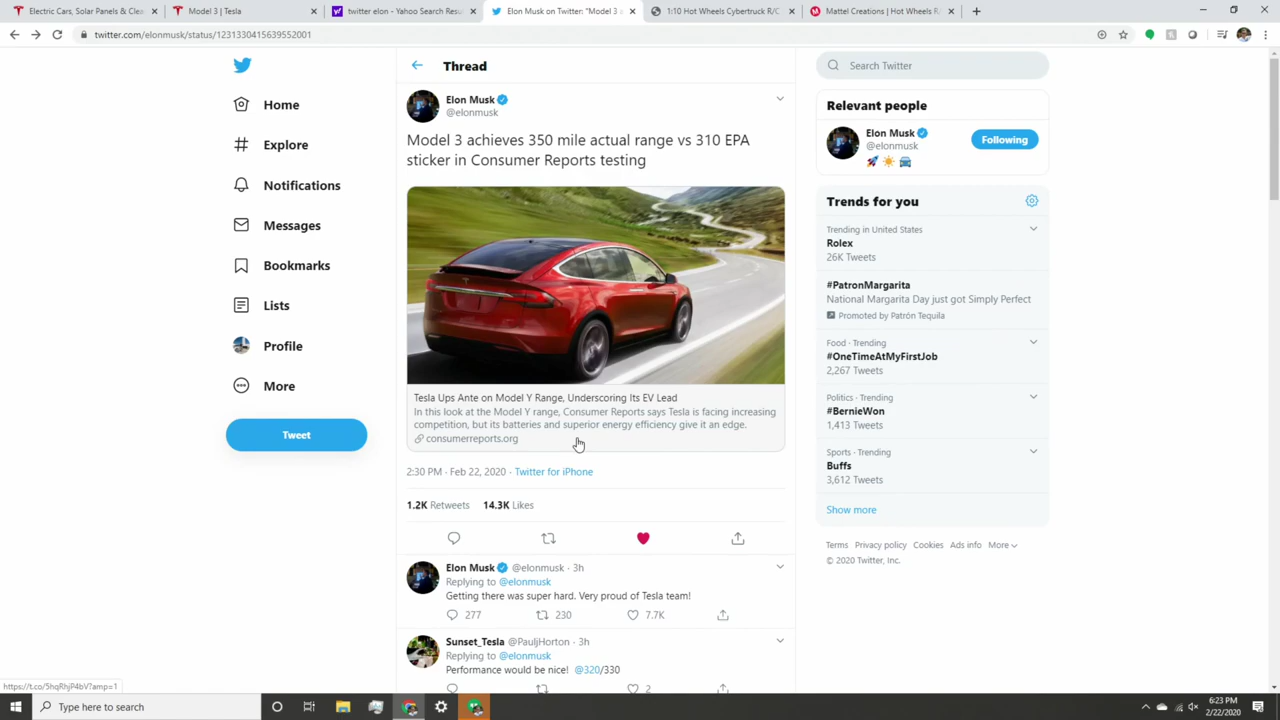 Electric Cars, Solar Panels & Clea
Model 3 | Tesla
twitter elon - Yahoo Search Resu
Elon Musk on Twitter: "Model 3 a
1:10 Hot Wheels Cybertruck R/C
Mattel Creations | Hot Wheels R/
twitter.com/elonmusk/status/1231330415639552001
Home
Explore
Notifications
Messages
Bookmarks
Lists
Profile
More
Tweet
Thread
Elon Musk
@elonmusk
Model 3 achieves 350 mile actual range vs 310 EPA
sticker in Consumer Reports testing
Tesla Ups Ante on Model Y Range, Underscoring Its EV Lead
In this look at the Model Y range, Consumer Reports says Tesla is facing increasing
competition, but its batteries and superior energy efficiency give it an edge.
consumerreports.org
2:30 PM · Feb 22, 2020 · Twitter for iPhone
1.2K Retweets 14.3K Likes
Elon Musk @elonmusk · 3h
Replying to @elonmusk
Getting there was super hard. Very proud of Tesla team!
277 230 7.7K
Sunset_Tesla @PauljHorton · 3h
Replying to @elonmusk
Performance would be nice! @320/330
2
Search Twitter
Relevant people
Elon Musk
@elonmusk
Following
Trends for you
Trending in United States
Rolex
26K Tweets
#PatronMargarita
National Margarita Day just got Simply Perfect
Promoted by Patrón Tequila
Food · Trending
#OneTimeAtMyFirstJob
2,267 Tweets
Politics · Trending
#BernieWon
1,413 Tweets
Sports · Trending
Buffs
3,612 Tweets
Show more
Terms Privacy policy Cookies Ads info More
© 2020 Twitter, Inc.
https://t.co/5hqRhjP4bV?amp=1
Type here to search
6:23 PM
2/22/2020